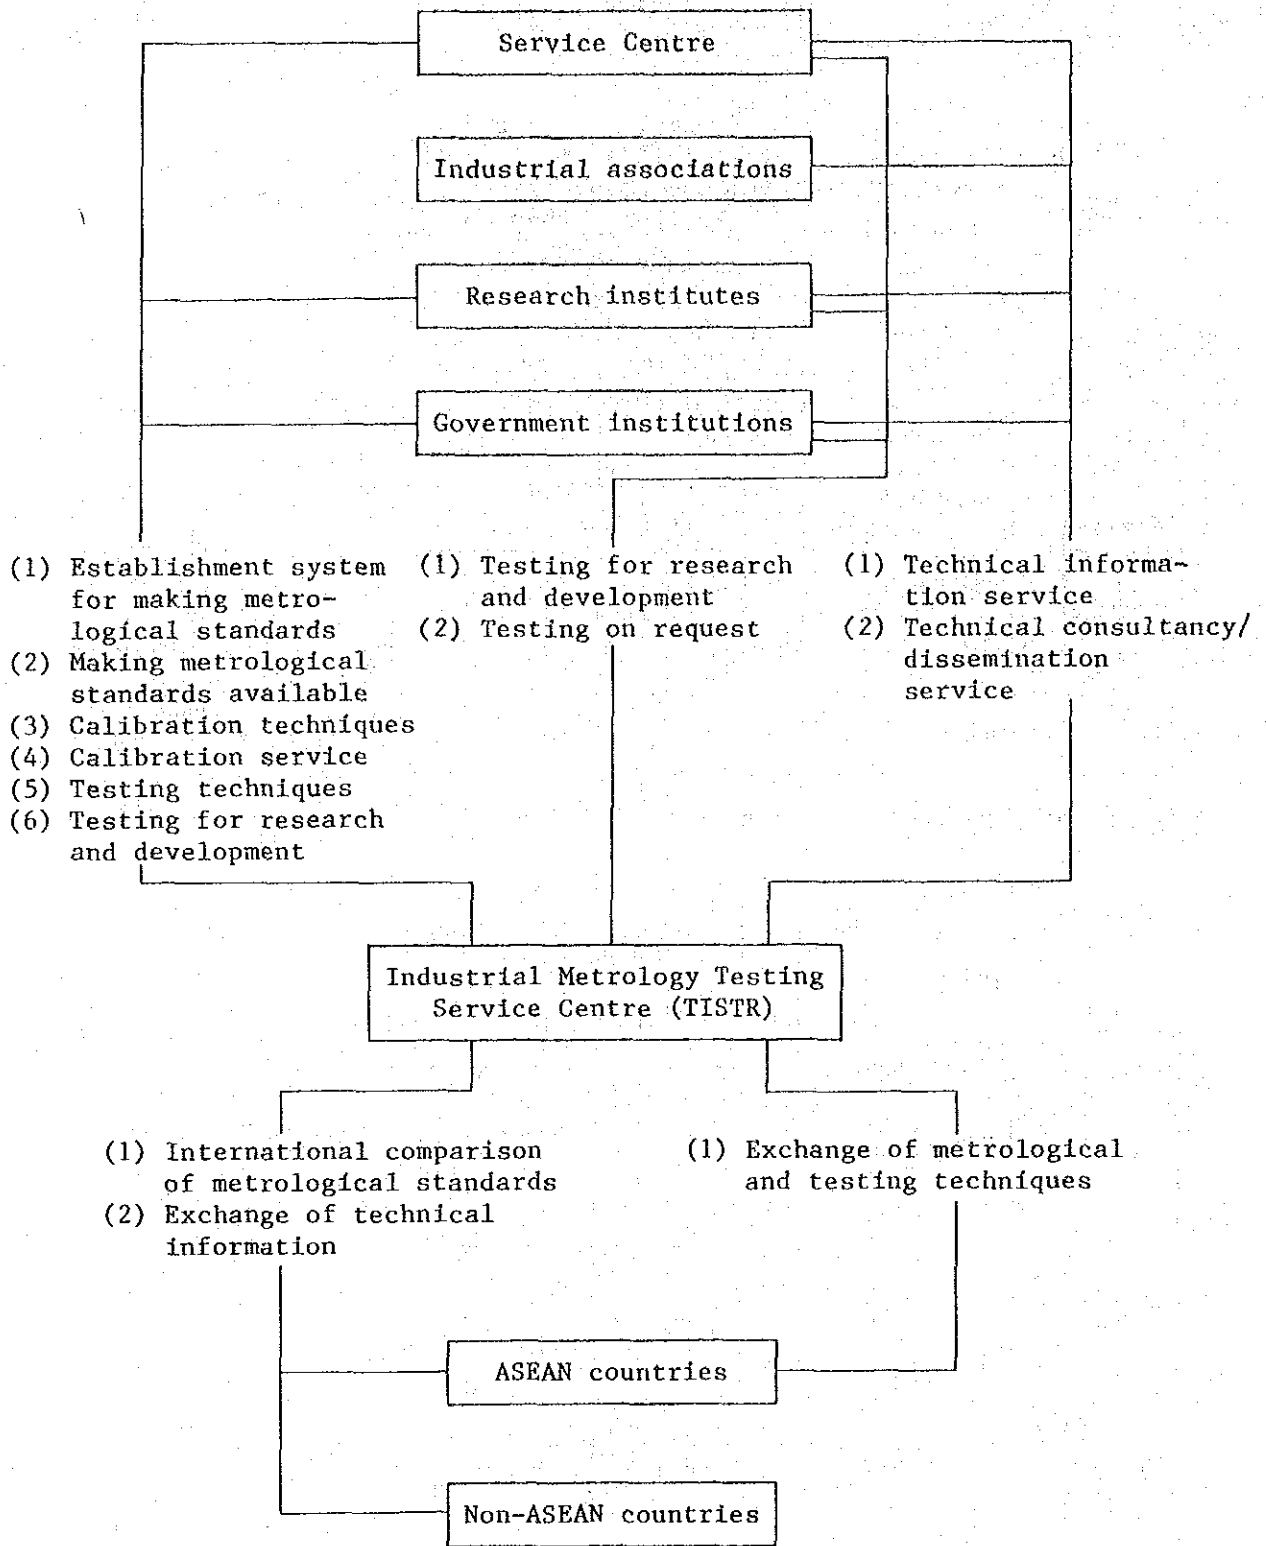 Service Centre
Industrial associations
Research institutes
Government institutions
(1) Establishment system
for making metro-
logical standards
(2) Making metrological
standards available
(3) Calibration techniques
(4) Calibration service
(5) Testing techniques
(6) Testing for research
and development
(1) Testing for research
and development
(2) Testing on request
(1) Technical informa-
tion service
(2) Technical consultancy/
dissemination
service
Industrial Metrology Testing
Service Centre (TISTR)
(1) International comparison
of metrological standards
(2) Exchange of technical
information
(1) Exchange of metrological
and testing techniques
ASEAN countries
Non-ASEAN countries